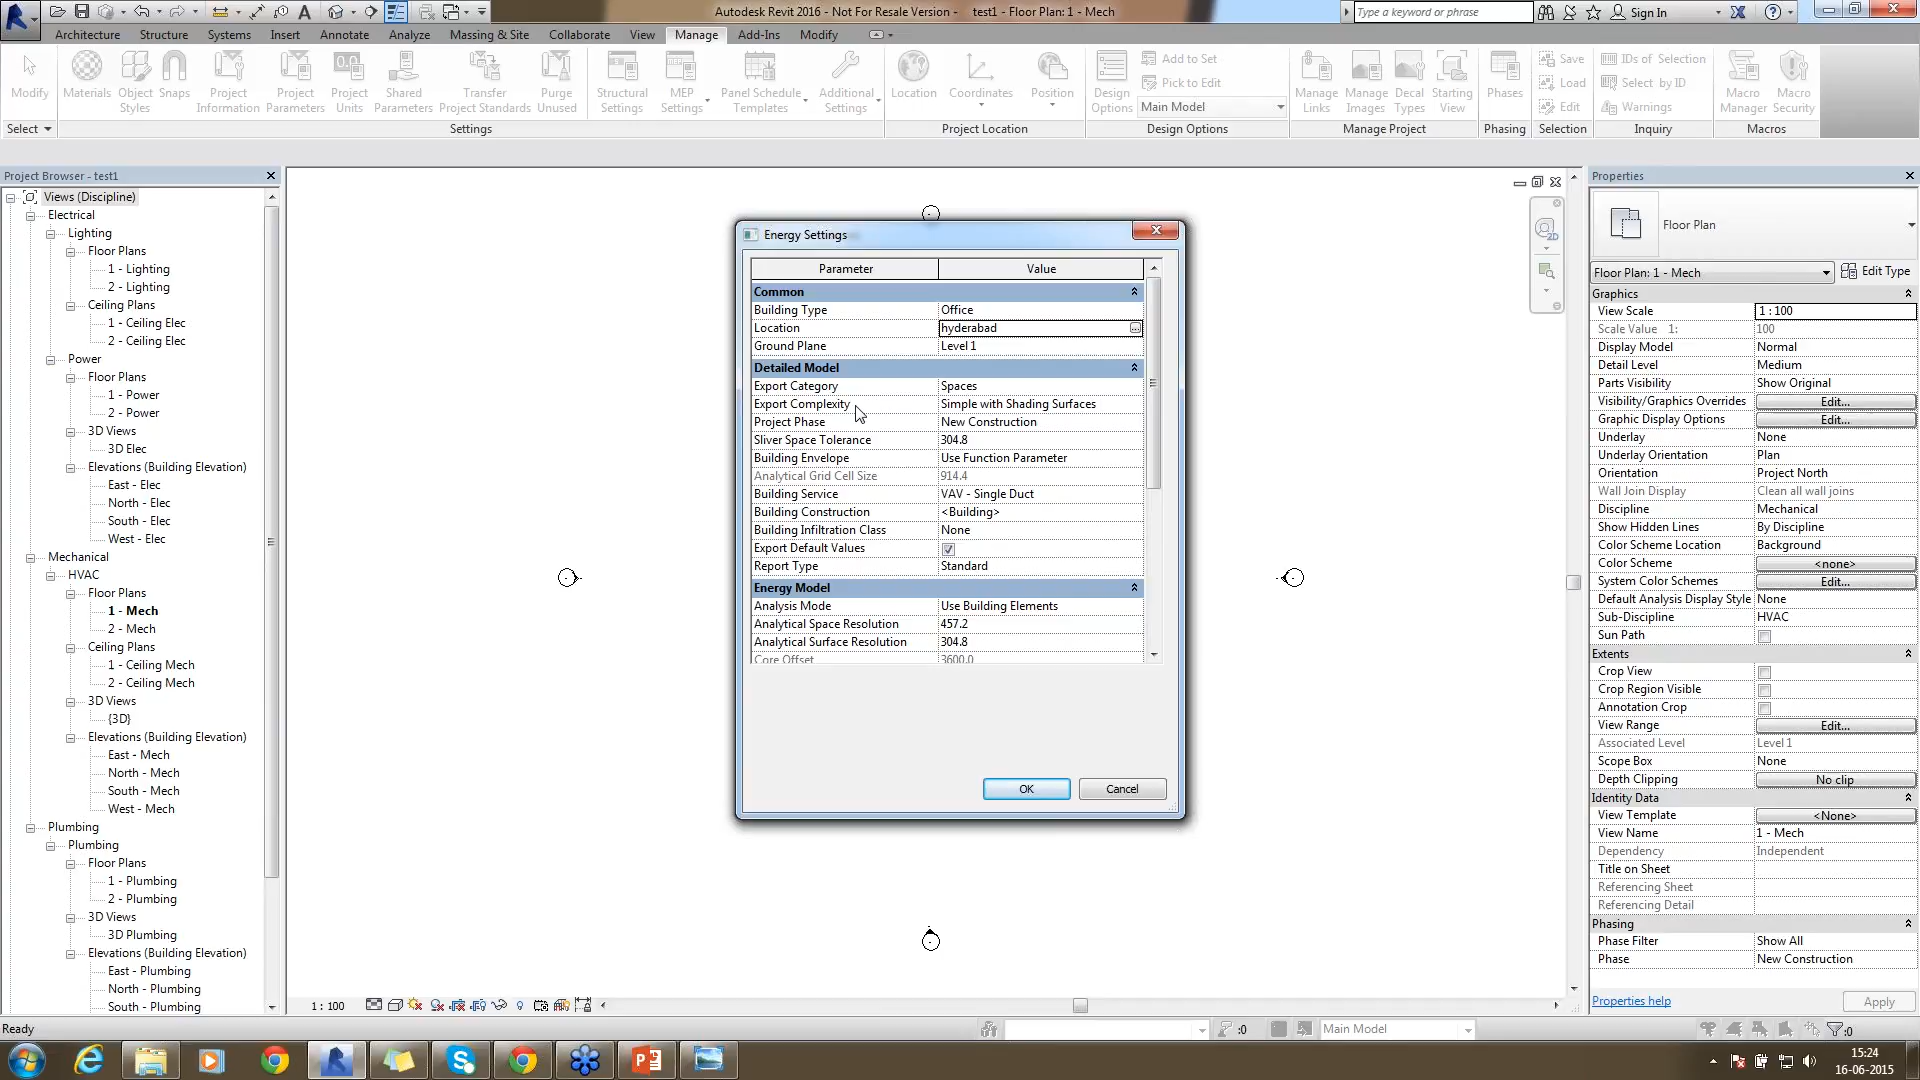 Autodesk Revit 2016 - Not For Resale Version - test1 - Floor Plan: 1 - Mech
Type a keyword or phrase
Sign In
Architecture Structure Systems Insert Annotate Analyze Massing & Site Collaborate View Manage Add-Ins Modify
Modify
Materials
Object Styles
Snaps
Project Information
Project Parameters
Project Units
Shared Parameters
Transfer Project Standards
Purge Unused
Structural Settings
MEP Settings
Panel Schedule Templates
Additional Settings
Location
Coordinates
Position
Design Options
Add to Set
Pick to Edit
Main Model
Manage Links
Manage Images
Decal Types
Starting View
Phases
Save
Load
Edit
IDs of Selection
Select by ID
Warnings
Macro Manager
Macro Security
Select
Settings
Project Location
Design Options
Manage Project
Phasing
Selection
Inquiry
Macros
Project Browser - test1
Views (Discipline)
Electrical
Lighting
Floor Plans
1 - Lighting
2 - Lighting
Ceiling Plans
1 - Ceiling Elec
2 - Ceiling Elec
Power
Floor Plans
1 - Power
2 - Power
3D Views
3D Elec
Elevations (Building Elevation)
East - Elec
North - Elec
South - Elec
West - Elec
Mechanical
HVAC
Floor Plans
1 - Mech
2 - Mech
Ceiling Plans
1 - Ceiling Mech
2 - Ceiling Mech
3D Views
{3D}
Elevations (Building Elevation)
East - Mech
North - Mech
South - Mech
West - Mech
Plumbing
Plumbing
Floor Plans
1 - Plumbing
2 - Plumbing
3D Views
3D Plumbing
Elevations (Building Elevation)
East - Plumbing
North - Plumbing
South - Plumbing
Energy Settings
Parameter Value
Common
Building Type Office
Location hyderabad
Ground Plane Level 1
Detailed Model
Export Category Spaces
Export Complexity Simple with Shading Surfaces
Project Phase New Construction
Sliver Space Tolerance 304.8
Building Envelope Use Function Parameter
Analytical Grid Cell Size 914.4
Building Service VAV - Single Duct
Building Construction <Building>
Building Infiltration Class None
Export Default Values
Report Type Standard
Energy Model
Analysis Mode Use Building Elements
Analytical Space Resolution 457.2
Analytical Surface Resolution 304.8
Core Offset 3600.0
OK Cancel
2D
Properties
Floor Plan
Floor Plan: 1 - Mech Edit Type
Graphics
View Scale 1 : 100
Scale Value 1: 100
Display Model Normal
Detail Level Medium
Parts Visibility Show Original
Visibility/Graphics Overrides Edit...
Graphic Display Options Edit...
Underlay None
Underlay Orientation Plan
Orientation Project North
Wall Join Display Clean all wall joins
Discipline Mechanical
Show Hidden Lines By Discipline
Color Scheme Location Background
Color Scheme <none>
System Color Schemes Edit...
Default Analysis Display Style None
Sub-Discipline HVAC
Sun Path
Extents
Crop View
Crop Region Visible
Annotation Crop
View Range Edit...
Associated Level Level 1
Scope Box None
Depth Clipping No clip
Identity Data
View Template <None>
View Name 1 - Mech
Dependency Independent
Title on Sheet
Referencing Sheet
Referencing Detail
Phasing
Phase Filter Show All
Phase New Construction
Properties help Apply
1 : 100
Ready
:0
Main Model
:0
15:24
16-06-2015